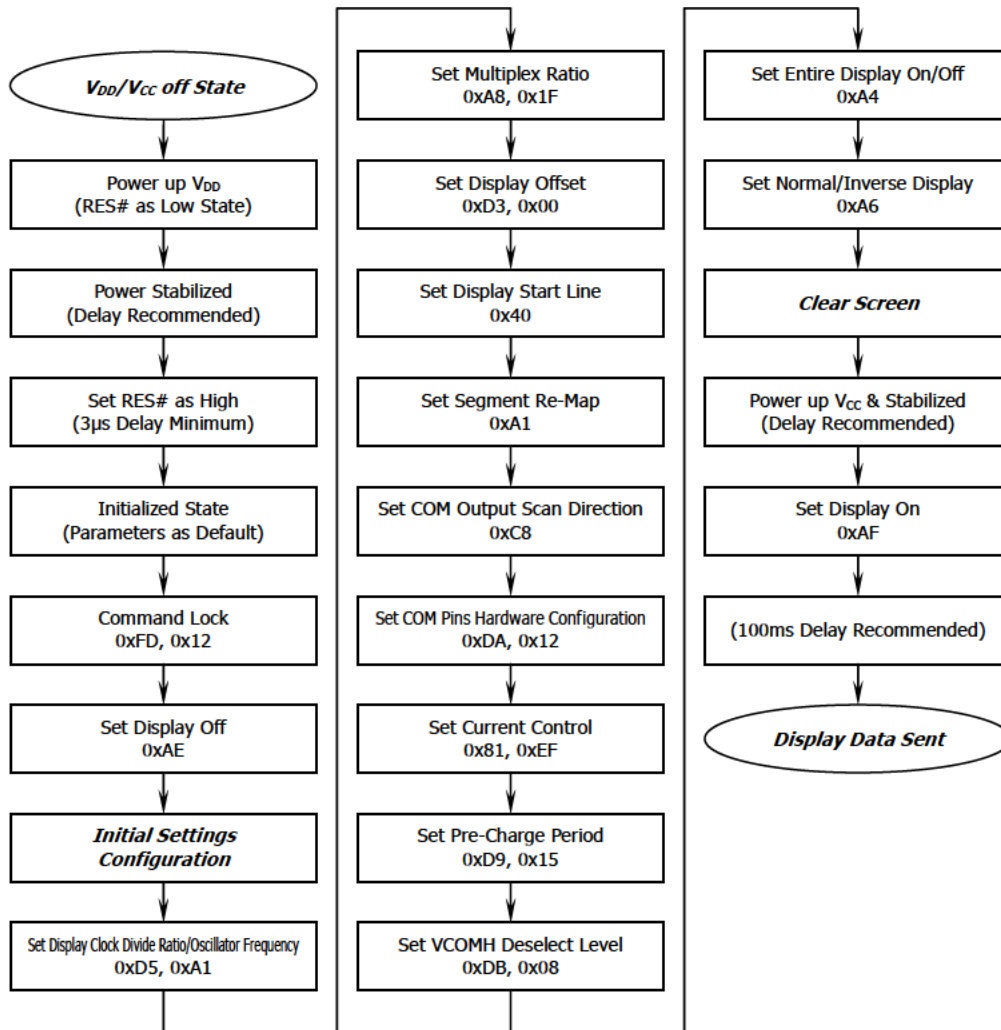 VDD/VCC off State
Power up VDD
(RES# as Low State)
Power Stabilized
(Delay Recommended)
Set RES# as High
(3μs Delay Minimum)
Initialized State
(Parameters as Default)
Command Lock
0xFD, 0x12
Set Display Off
0xAE
Initial Settings
Configuration
Set Display Clock Divide Ratio/Oscillator Frequency
0xD5, 0xA1
Set Multiplex Ratio
0xA8, 0x1F
Set Display Offset
0xD3, 0x00
Set Display Start Line
0x40
Set Segment Re-Map
0xA1
Set COM Output Scan Direction
0xC8
Set COM Pins Hardware Configuration
0xDA, 0x12
Set Current Control
0x81, 0xEF
Set Pre-Charge Period
0xD9, 0x15
Set VCOMH Deselect Level
0xDB, 0x08
Set Entire Display On/Off
0xA4
Set Normal/Inverse Display
0xA6
Clear Screen
Power up VCC & Stabilized
(Delay Recommended)
Set Display On
0xAF
(100ms Delay Recommended)
Display Data Sent